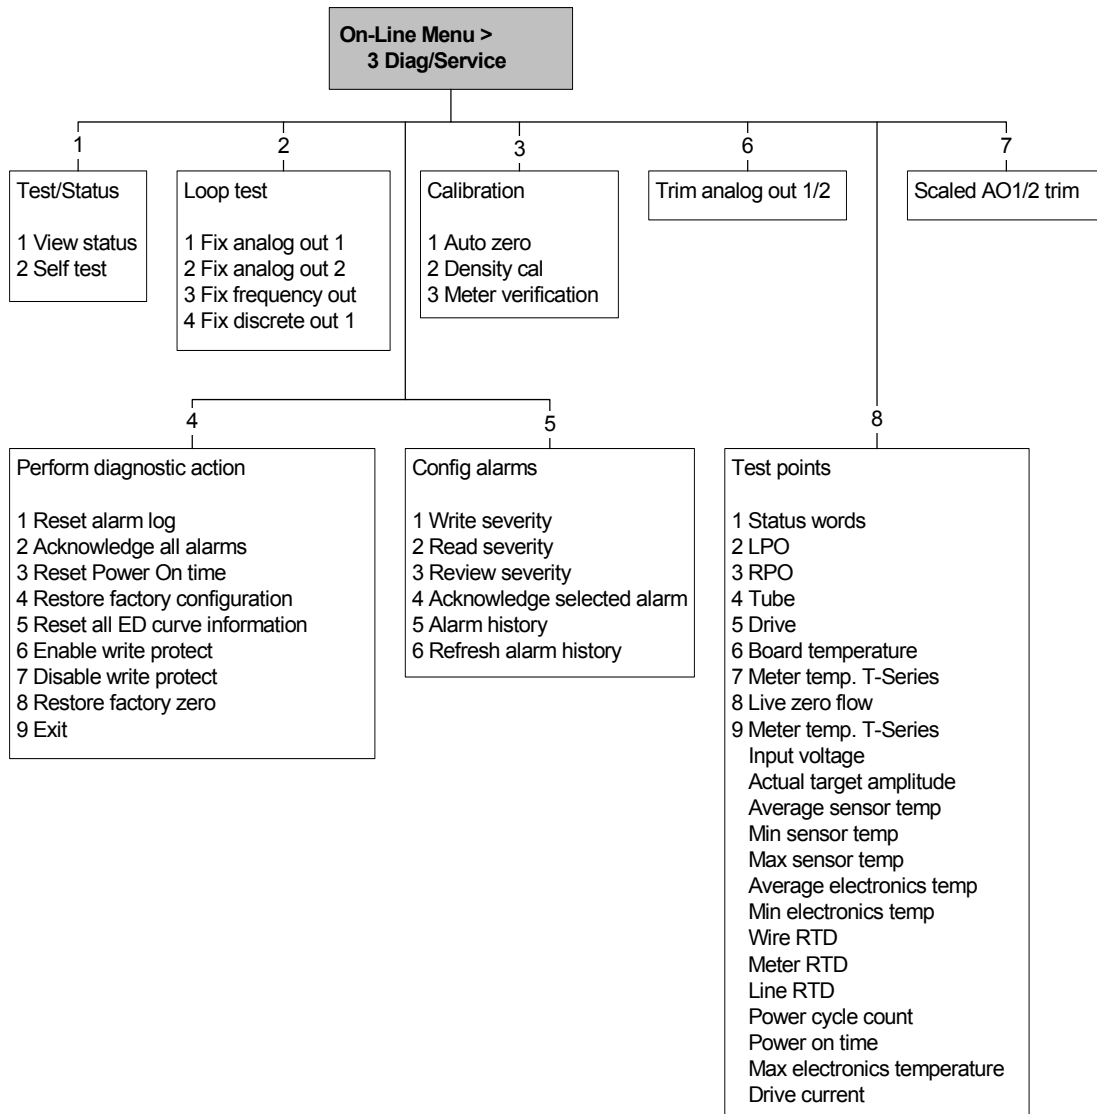 On-Line Menu >
3 Diag/Service
1
2
3
6
7
Test/Status
1 View status
2 Self test
Loop test
1 Fix analog out 1
2 Fix analog out 2
3 Fix frequency out
4 Fix discrete out 1
Calibration
1 Auto zero
2 Density cal
3 Meter verification
Trim analog out 1/2
Scaled AO1/2 trim
4
5
8
Perform diagnostic action
1 Reset alarm log
2 Acknowledge all alarms
3 Reset Power On time
4 Restore factory configuration
5 Reset all ED curve information
6 Enable write protect
7 Disable write protect
8 Restore factory zero
9 Exit
Config alarms
1 Write severity
2 Read severity
3 Review severity
4 Acknowledge selected alarm
5 Alarm history
6 Refresh alarm history
Test points
1 Status words
2 LPO
3 RPO
4 Tube
5 Drive
6 Board temperature
7 Meter temp. T-Series
8 Live zero flow
9 Meter temp. T-Series
Input voltage
Actual target amplitude
Average sensor temp
Min sensor temp
Max sensor temp
Average electronics temp
Min electronics temp
Wire RTD
Meter RTD
Line RTD
Power cycle count
Power on time
Max electronics temperature
Drive current